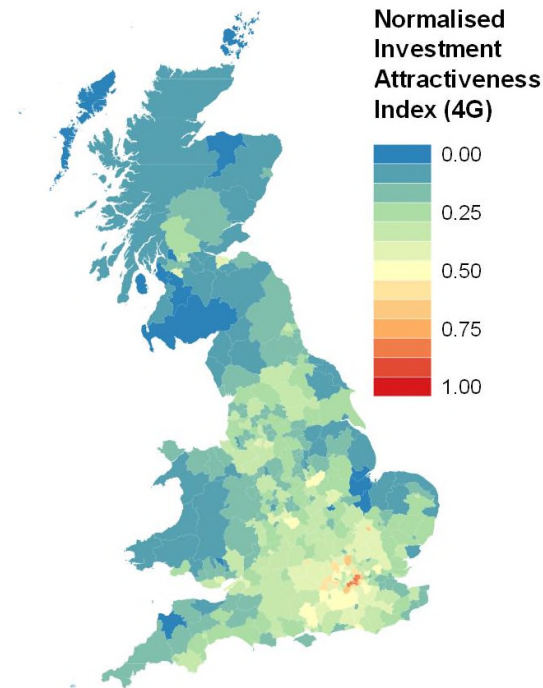 Normalised
Investment
Attractiveness
Index (4G)
0.00
0.25
0.50
0.75
1.00